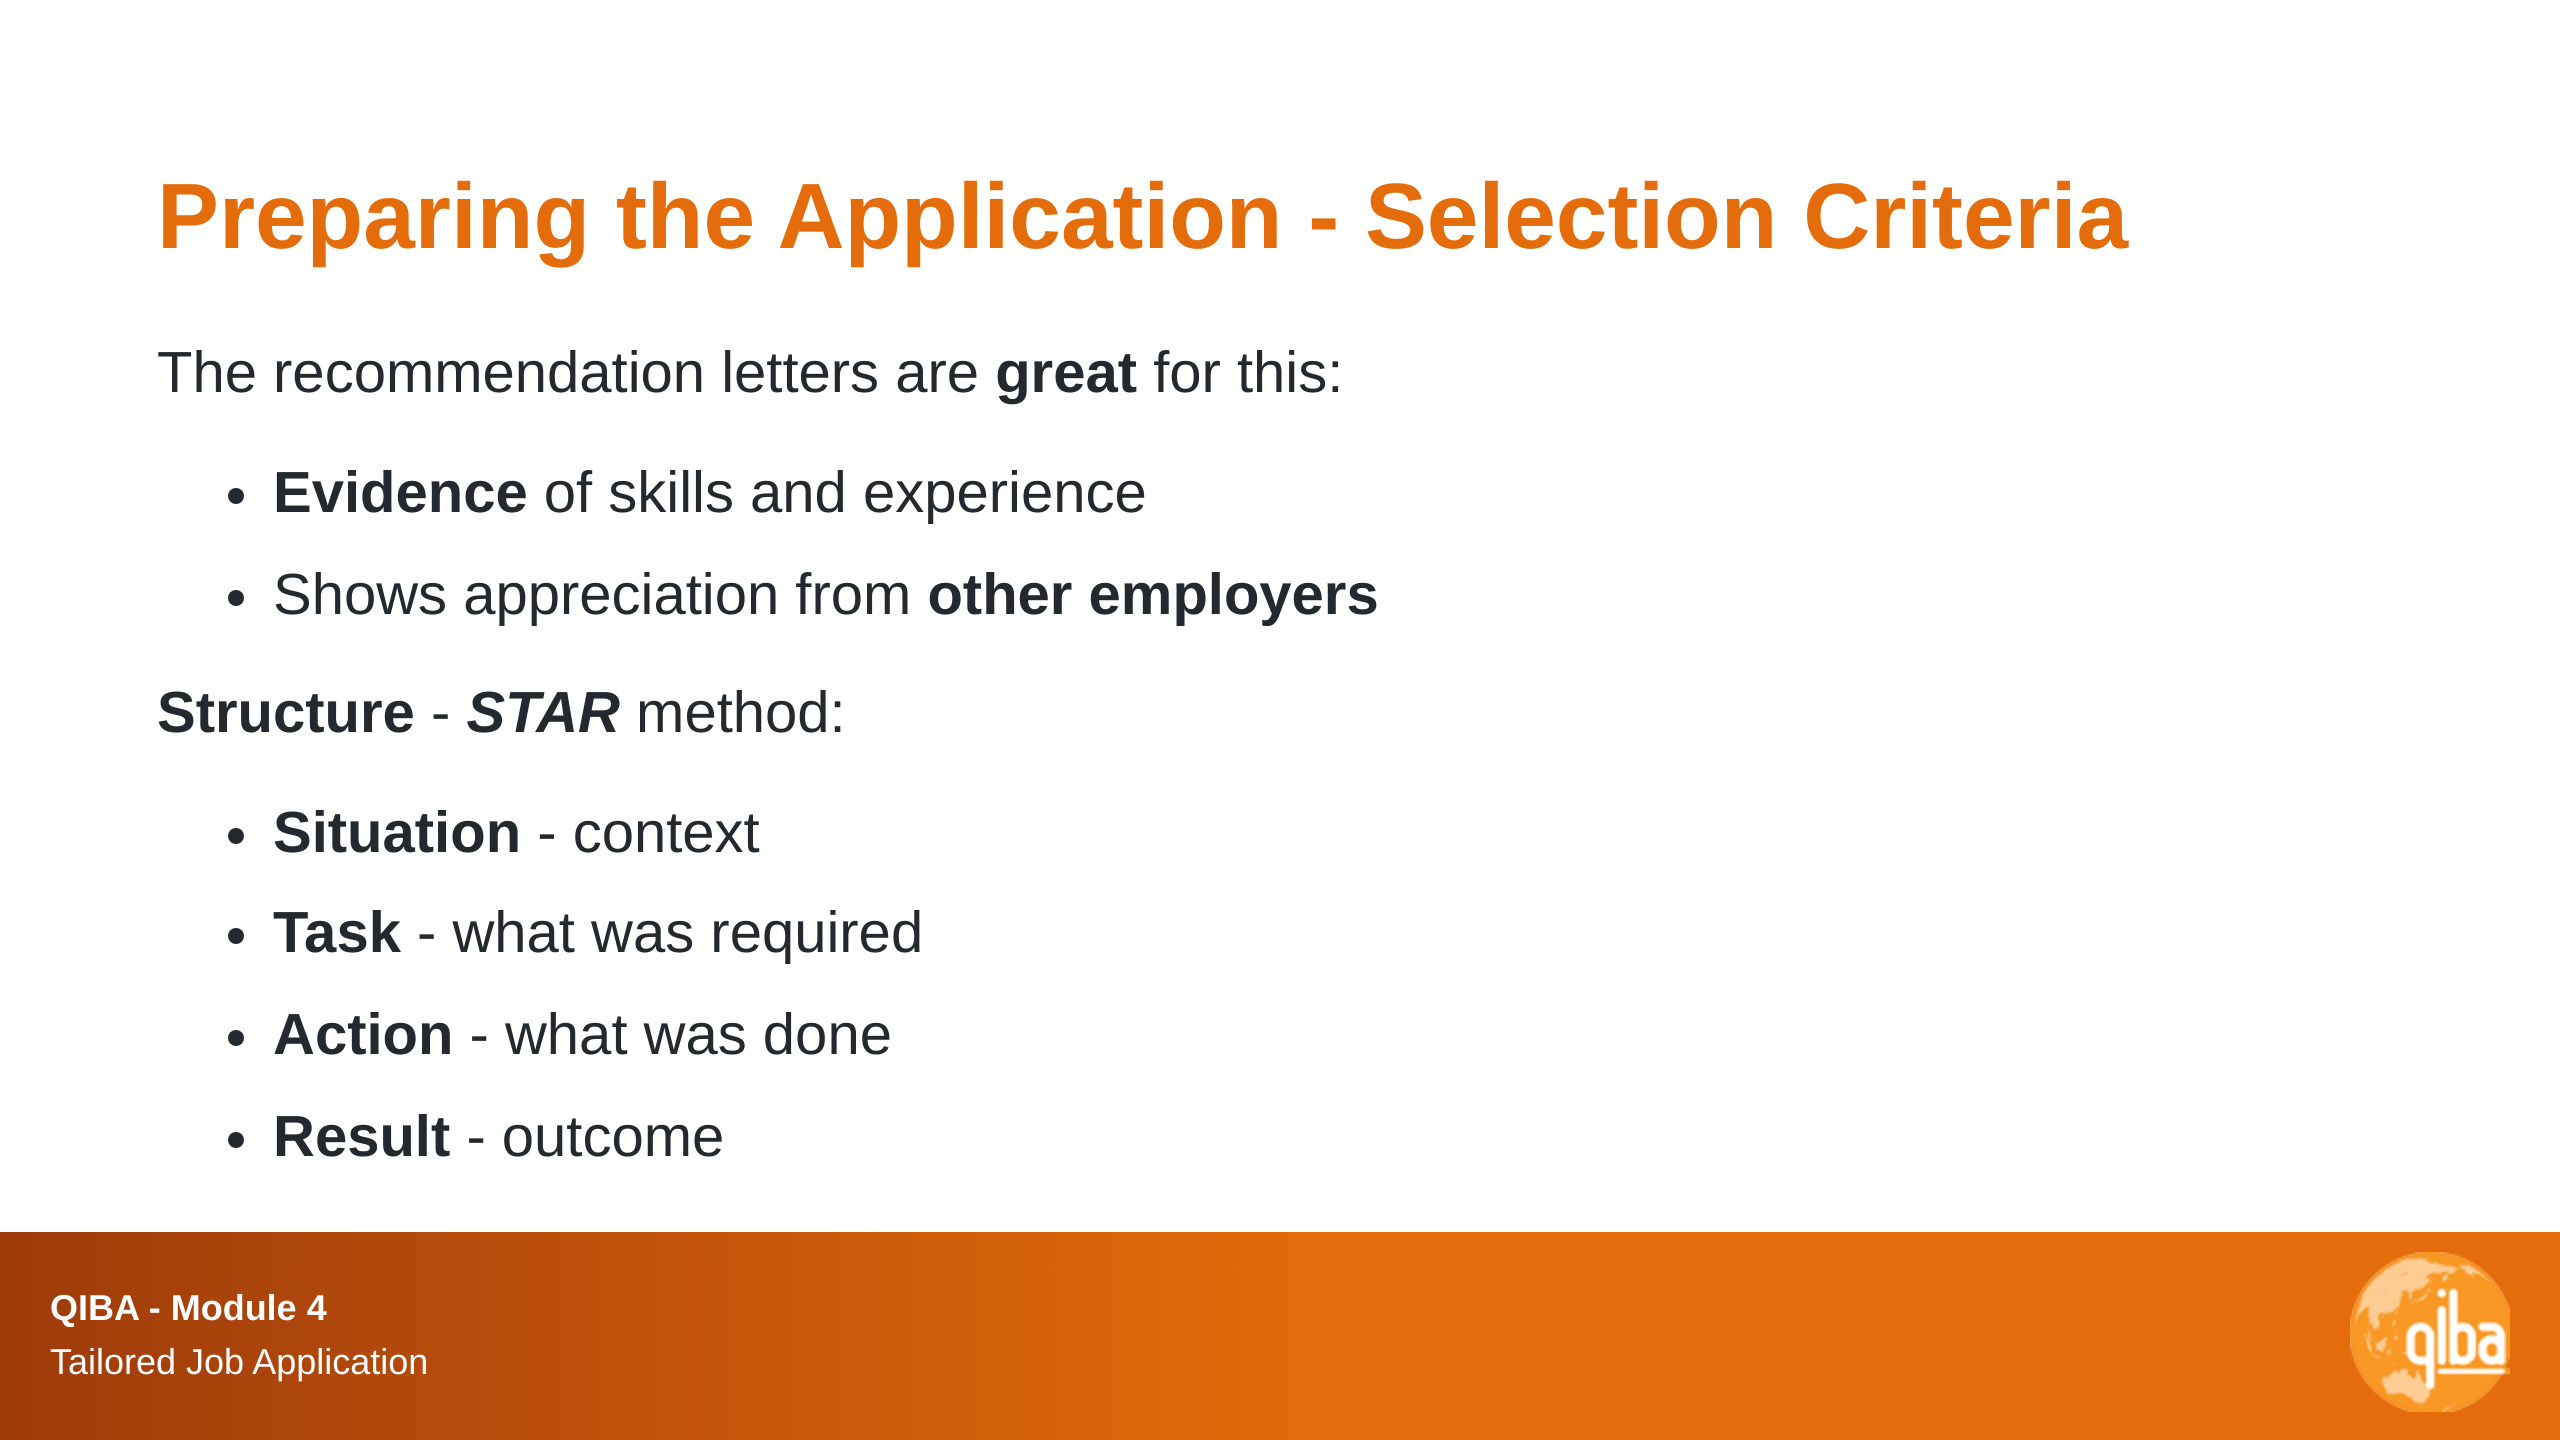 Preparing the Application - Selection Criteria
The recommendation letters are great for this:
• Evidence of skills and experience
• Shows appreciation from other employers
Structure - STAR method:
• Situation - context
• Task - what was required
• Action - what was done
• Result - outcome
QIBA - Module 4
Tailored Job Application
qiba